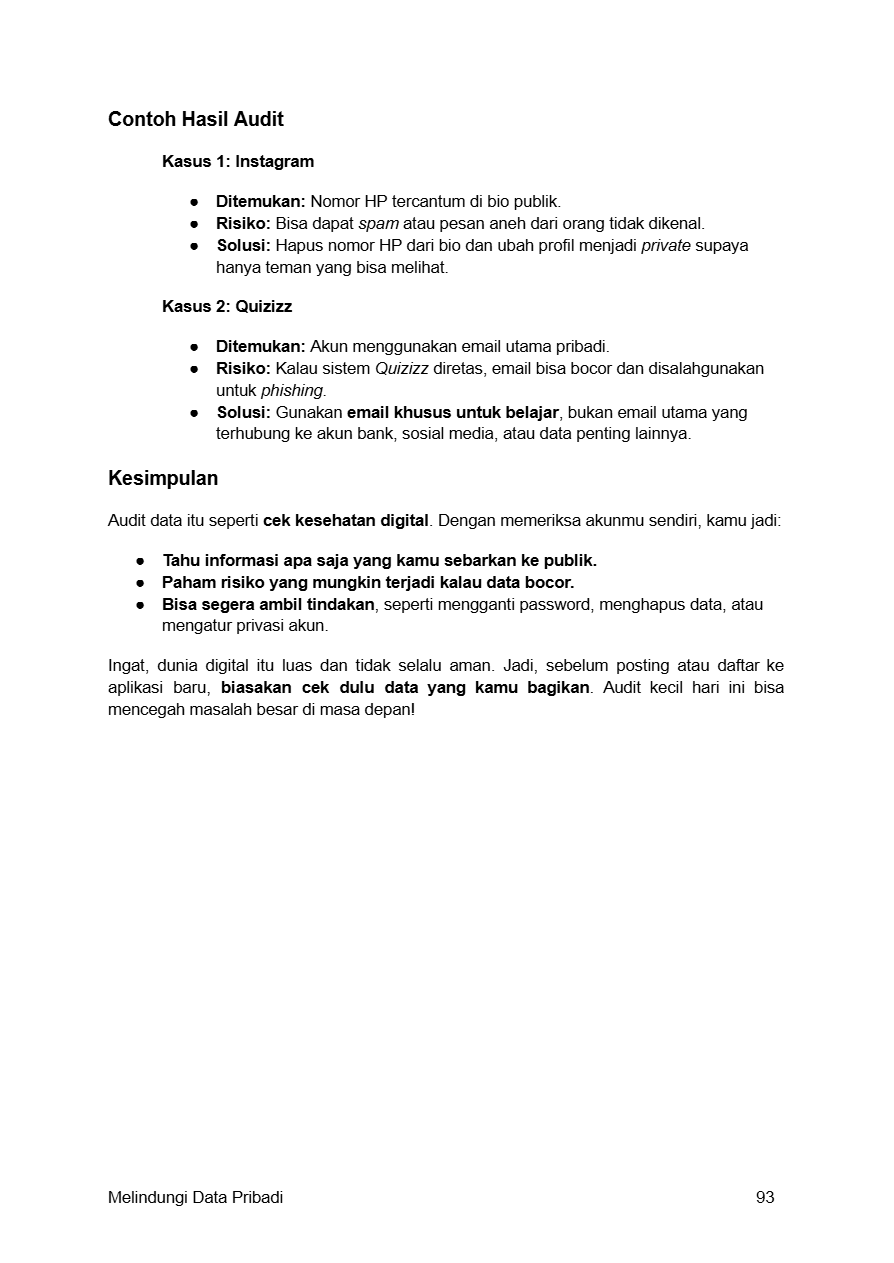 Contoh Hasil Audit
Kasus 1: Instagram
● Ditemukan: Nomor HP tercantum di bio publik.
● Risiko: Bisa dapat spam atau pesan aneh dari orang tidak dikenal.
● Solusi: Hapus nomor HP dari bio dan ubah profil menjadi private supaya
hanya teman yang bisa melihat.
Kasus 2: Quizizz
● Ditemukan: Akun menggunakan email utama pribadi.
● Risiko: Kalau sistem Quizizz diretas, email bisa bocor dan disalahgunakan
untuk phishing.
● Solusi: Gunakan email khusus untuk belajar, bukan email utama yang
terhubung ke akun bank, sosial media, atau data penting lainnya.
Kesimpulan
Audit data itu seperti cek kesehatan digital. Dengan memeriksa akunmu sendiri, kamu jadi:
● Tahu informasi apa saja yang kamu sebarkan ke publik.
● Paham risiko yang mungkin terjadi kalau data bocor.
● Bisa segera ambil tindakan, seperti mengganti password, menghapus data, atau
mengatur privasi akun.
Ingat, dunia digital itu luas dan tidak selalu aman. Jadi, sebelum posting atau daftar ke
aplikasi baru, biasakan cek dulu data yang kamu bagikan. Audit kecil hari ini bisa
mencegah masalah besar di masa depan!
Melindungi Data Pribadi 93